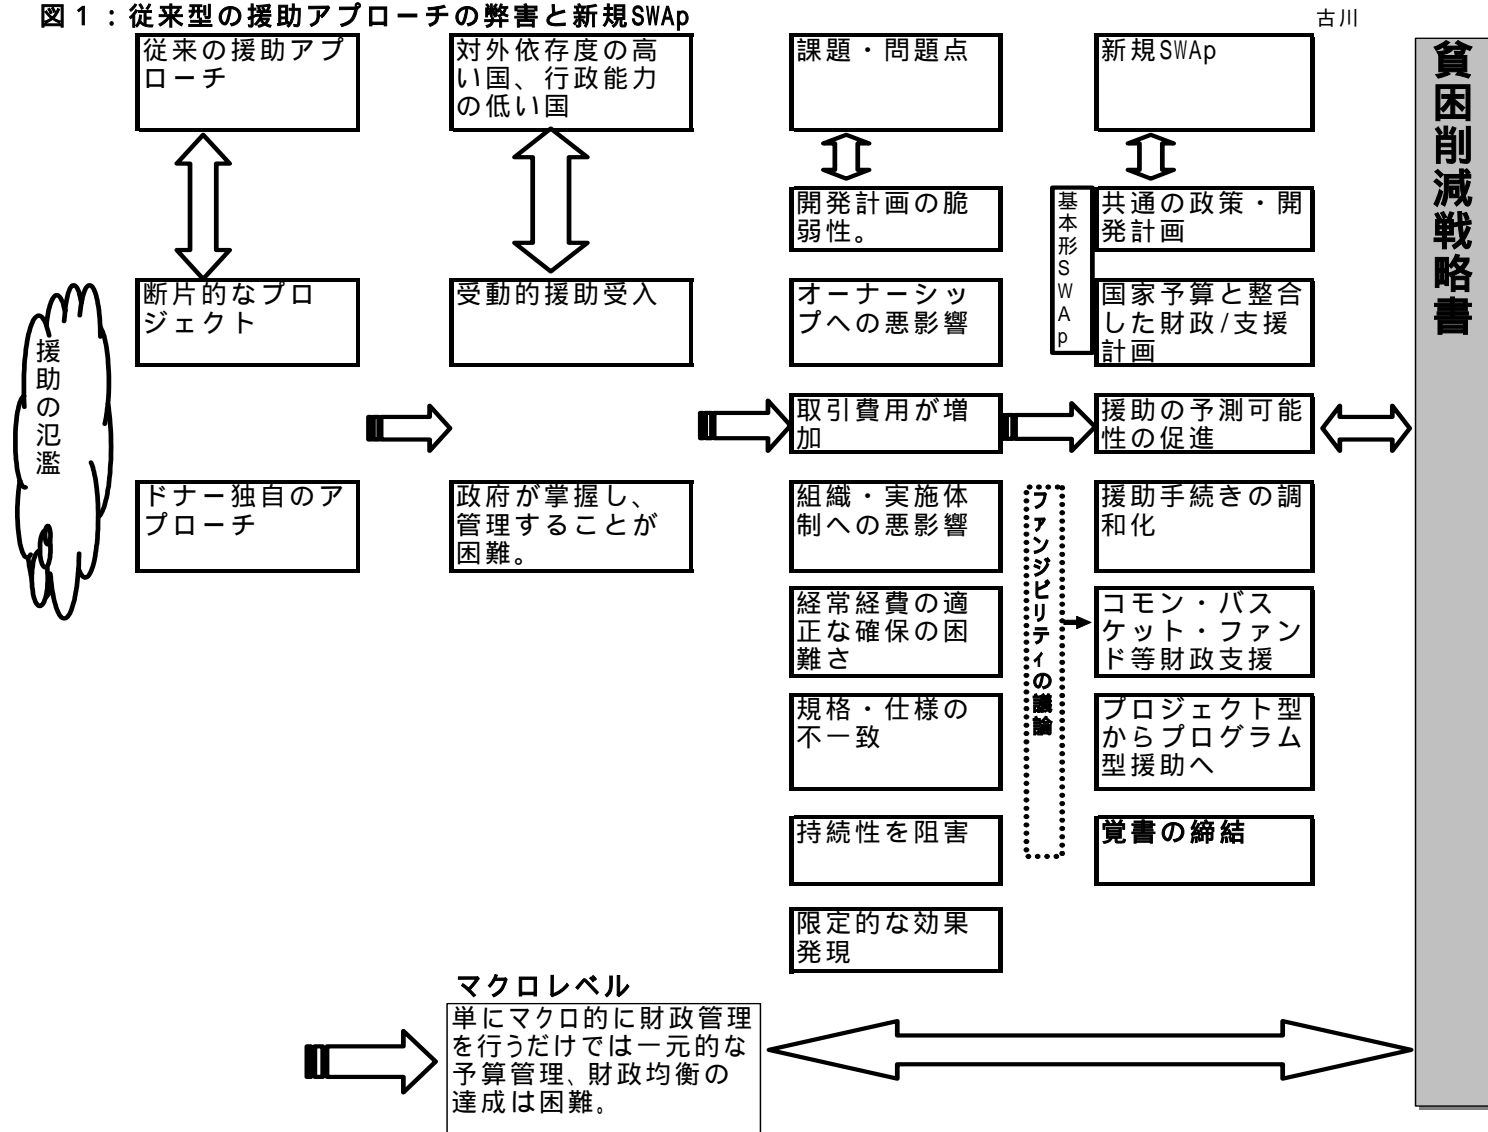 図1：従来型の援助アプローチの弊害と新規SWAp
古川
従来の援助アプ
ローチ
対外依存度の高
い国、行政能力
の低い国
課題・問題点
新規SWAp
貧困削減戦略書
開発計画の脆
弱性。
基本形SWAp
共通の政策・開
発計画
援助の氾濫
断片的なプロ
ジェクト
受動的援助受入
オーナーシッ
プへの悪影響
国家予算と整合
した財政/支援
計画
取引費用が増
加
援助の予測可能
性の促進
ドナー独自のア
プローチ
政府が掌握し、
管理することが
困難。
組織・実施体
制への悪影響
ファンジビリティの議論
援助手続きの調
和化
経常経費の適
正な確保の困
難さ
コモン・バス
ケット・ファン
ド等財政支援
規格・仕様の
不一致
プロジェクト型
からプログラム
型援助へ
持続性を阻害
覚書の締結
限定的な効果
発現
マクロレベル
単にマクロ的に財政管理
を行うだけでは一元的な
予算管理、財政均衡の
達成は困難。